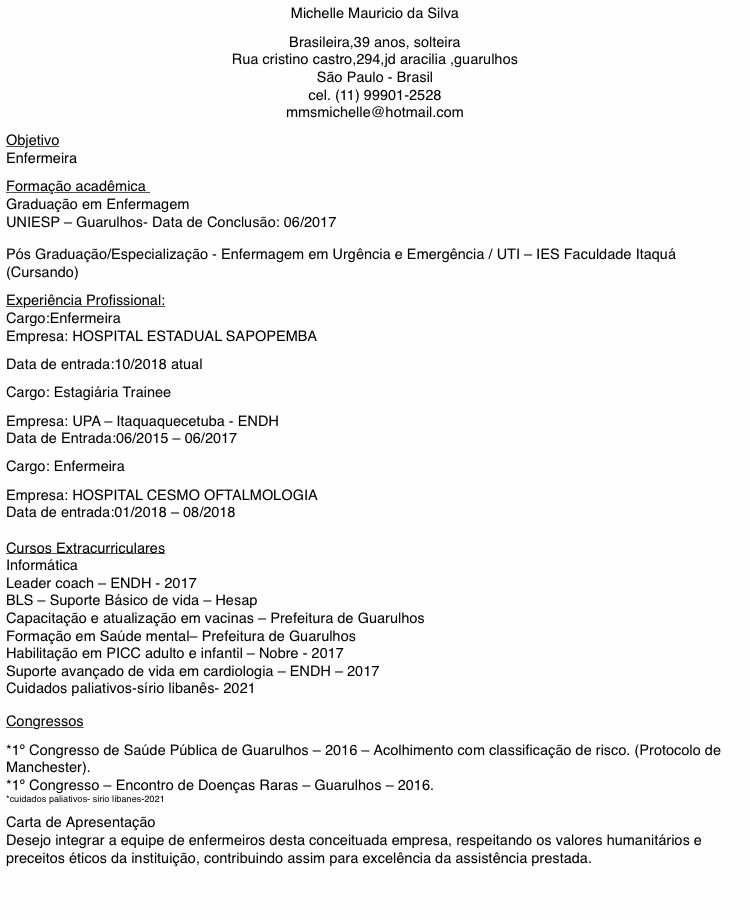 Michelle Mauricio da Silva
Brasileira,39 anos, solteira
Rua cristino castro,294,jd aracilia ,guarulhos
São Paulo - Brasil
cel. (11) 99901-2528
mmsmichelle@hotmail.com
Objetivo
Enfermeira
Formação acadêmica
Graduação em Enfermagem
UNIESP – Guarulhos- Data de Conclusão: 06/2017
Pós Graduação/Especialização - Enfermagem em Urgência e Emergência / UTI – IES Faculdade Itaquá
(Cursando)
Experiência Profissional:
Cargo:Enfermeira
Empresa: HOSPITAL ESTADUAL SAPOPEMBA
Data de entrada:10/2018 atual
Cargo: Estagiária Trainee
Empresa: UPA – Itaquaquecetuba - ENDH
Data de Entrada:06/2015 – 06/2017
Cargo: Enfermeira
Empresa: HOSPITAL CESMO OFTALMOLOGIA
Data de entrada:01/2018 – 08/2018
Cursos Extracurriculares
Informática
Leader coach – ENDH - 2017
BLS – Suporte Básico de vida – Hesap
Capacitação e atualização em vacinas – Prefeitura de Guarulhos
Formação em Saúde mental– Prefeitura de Guarulhos
Habilitação em PICC adulto e infantil – Nobre - 2017
Suporte avançado de vida em cardiologia – ENDH – 2017
Cuidados paliativos-sírio libanês- 2021
Congressos
*1º Congresso de Saúde Pública de Guarulhos – 2016 – Acolhimento com classificação de risco. (Protocolo de
Manchester).
*1º Congresso – Encontro de Doenças Raras – Guarulhos – 2016.
*cuidados paliativos- sirio libanes-2021
Carta de Apresentação
Desejo integrar a equipe de enfermeiros desta conceituada empresa, respeitando os valores humanitários e
preceitos éticos da instituição, contribuindo assim para excelência da assistência prestada.